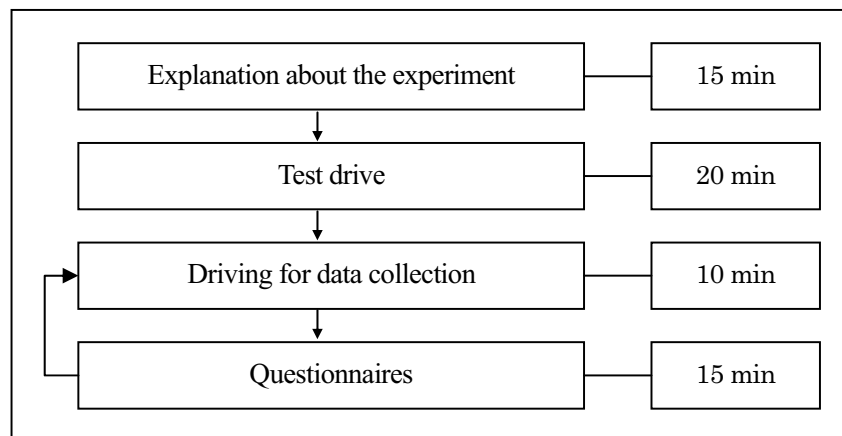 Explanation about the experiment
15 min
Test drive
20 min
Driving for data collection
10 min
Questionnaires
15 min